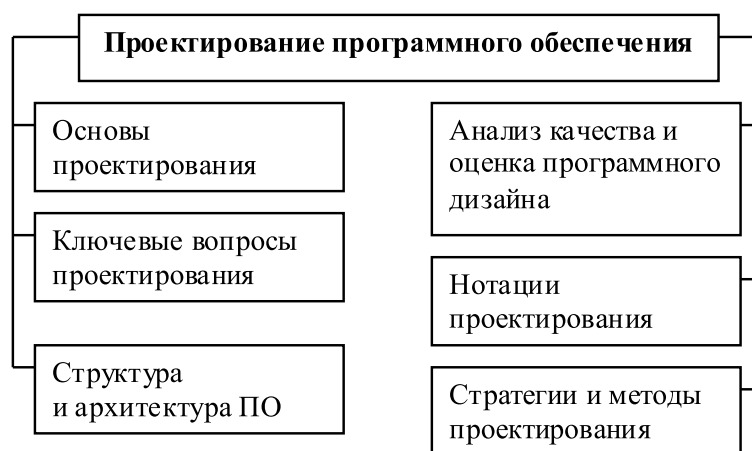 Проектирование программного обеспечения
Основы
проектирования
Ключевые вопросы
проектирования
Структура
и архитектура ПО
Анализ качества и
оценка программного
дизайна
Нотации
проектирования
Стратегии и методы
проектирования